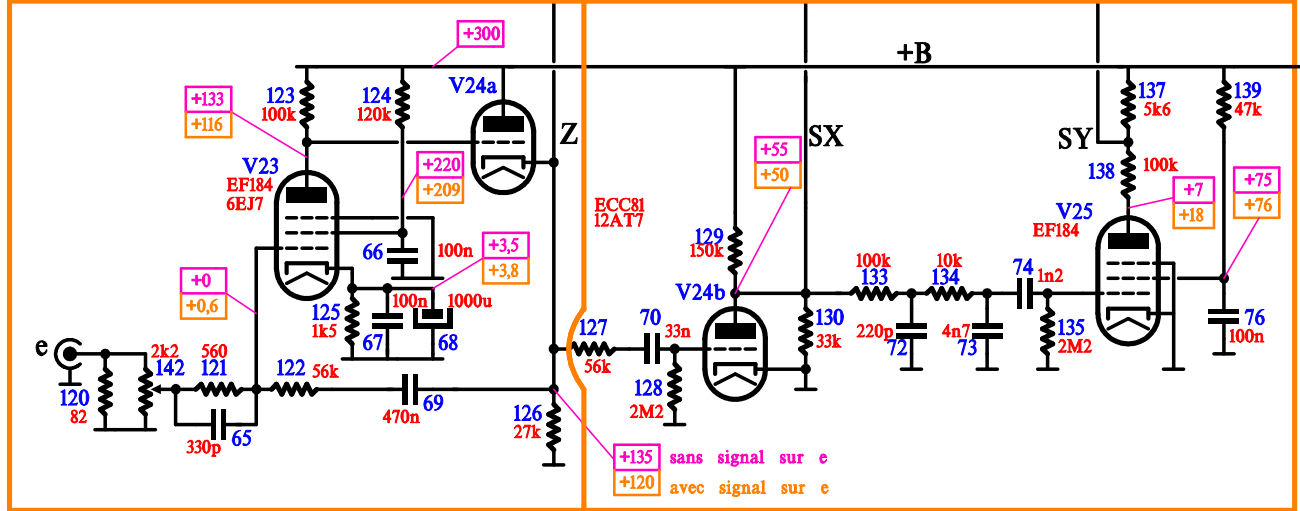 +300
+B
123
100k
124
120k
V24a
137
5k6
139
47k
+133
+116
Z
SX
SY
V23
EF184
6EJ7
+220
+209
+55
+50
138
100k
+7
+18
+75
+76
ECC81
12AT7
V25
EF184
66
100n
+3,5
+3,8
129
150k
+0
+0,6
125
1k5
100n
1000u
67
68
V24b
100k
133
10k
134
74
1n2
e
2k2
142
560
121
122
56k
127
56k
70
33n
130
33k
220p
72
4n7
73
135
2M2
76
100n
120
82
330p
65
470n
69
126
27k
128
2M2
+135 sans signal sur e
+120 avec signal sur e